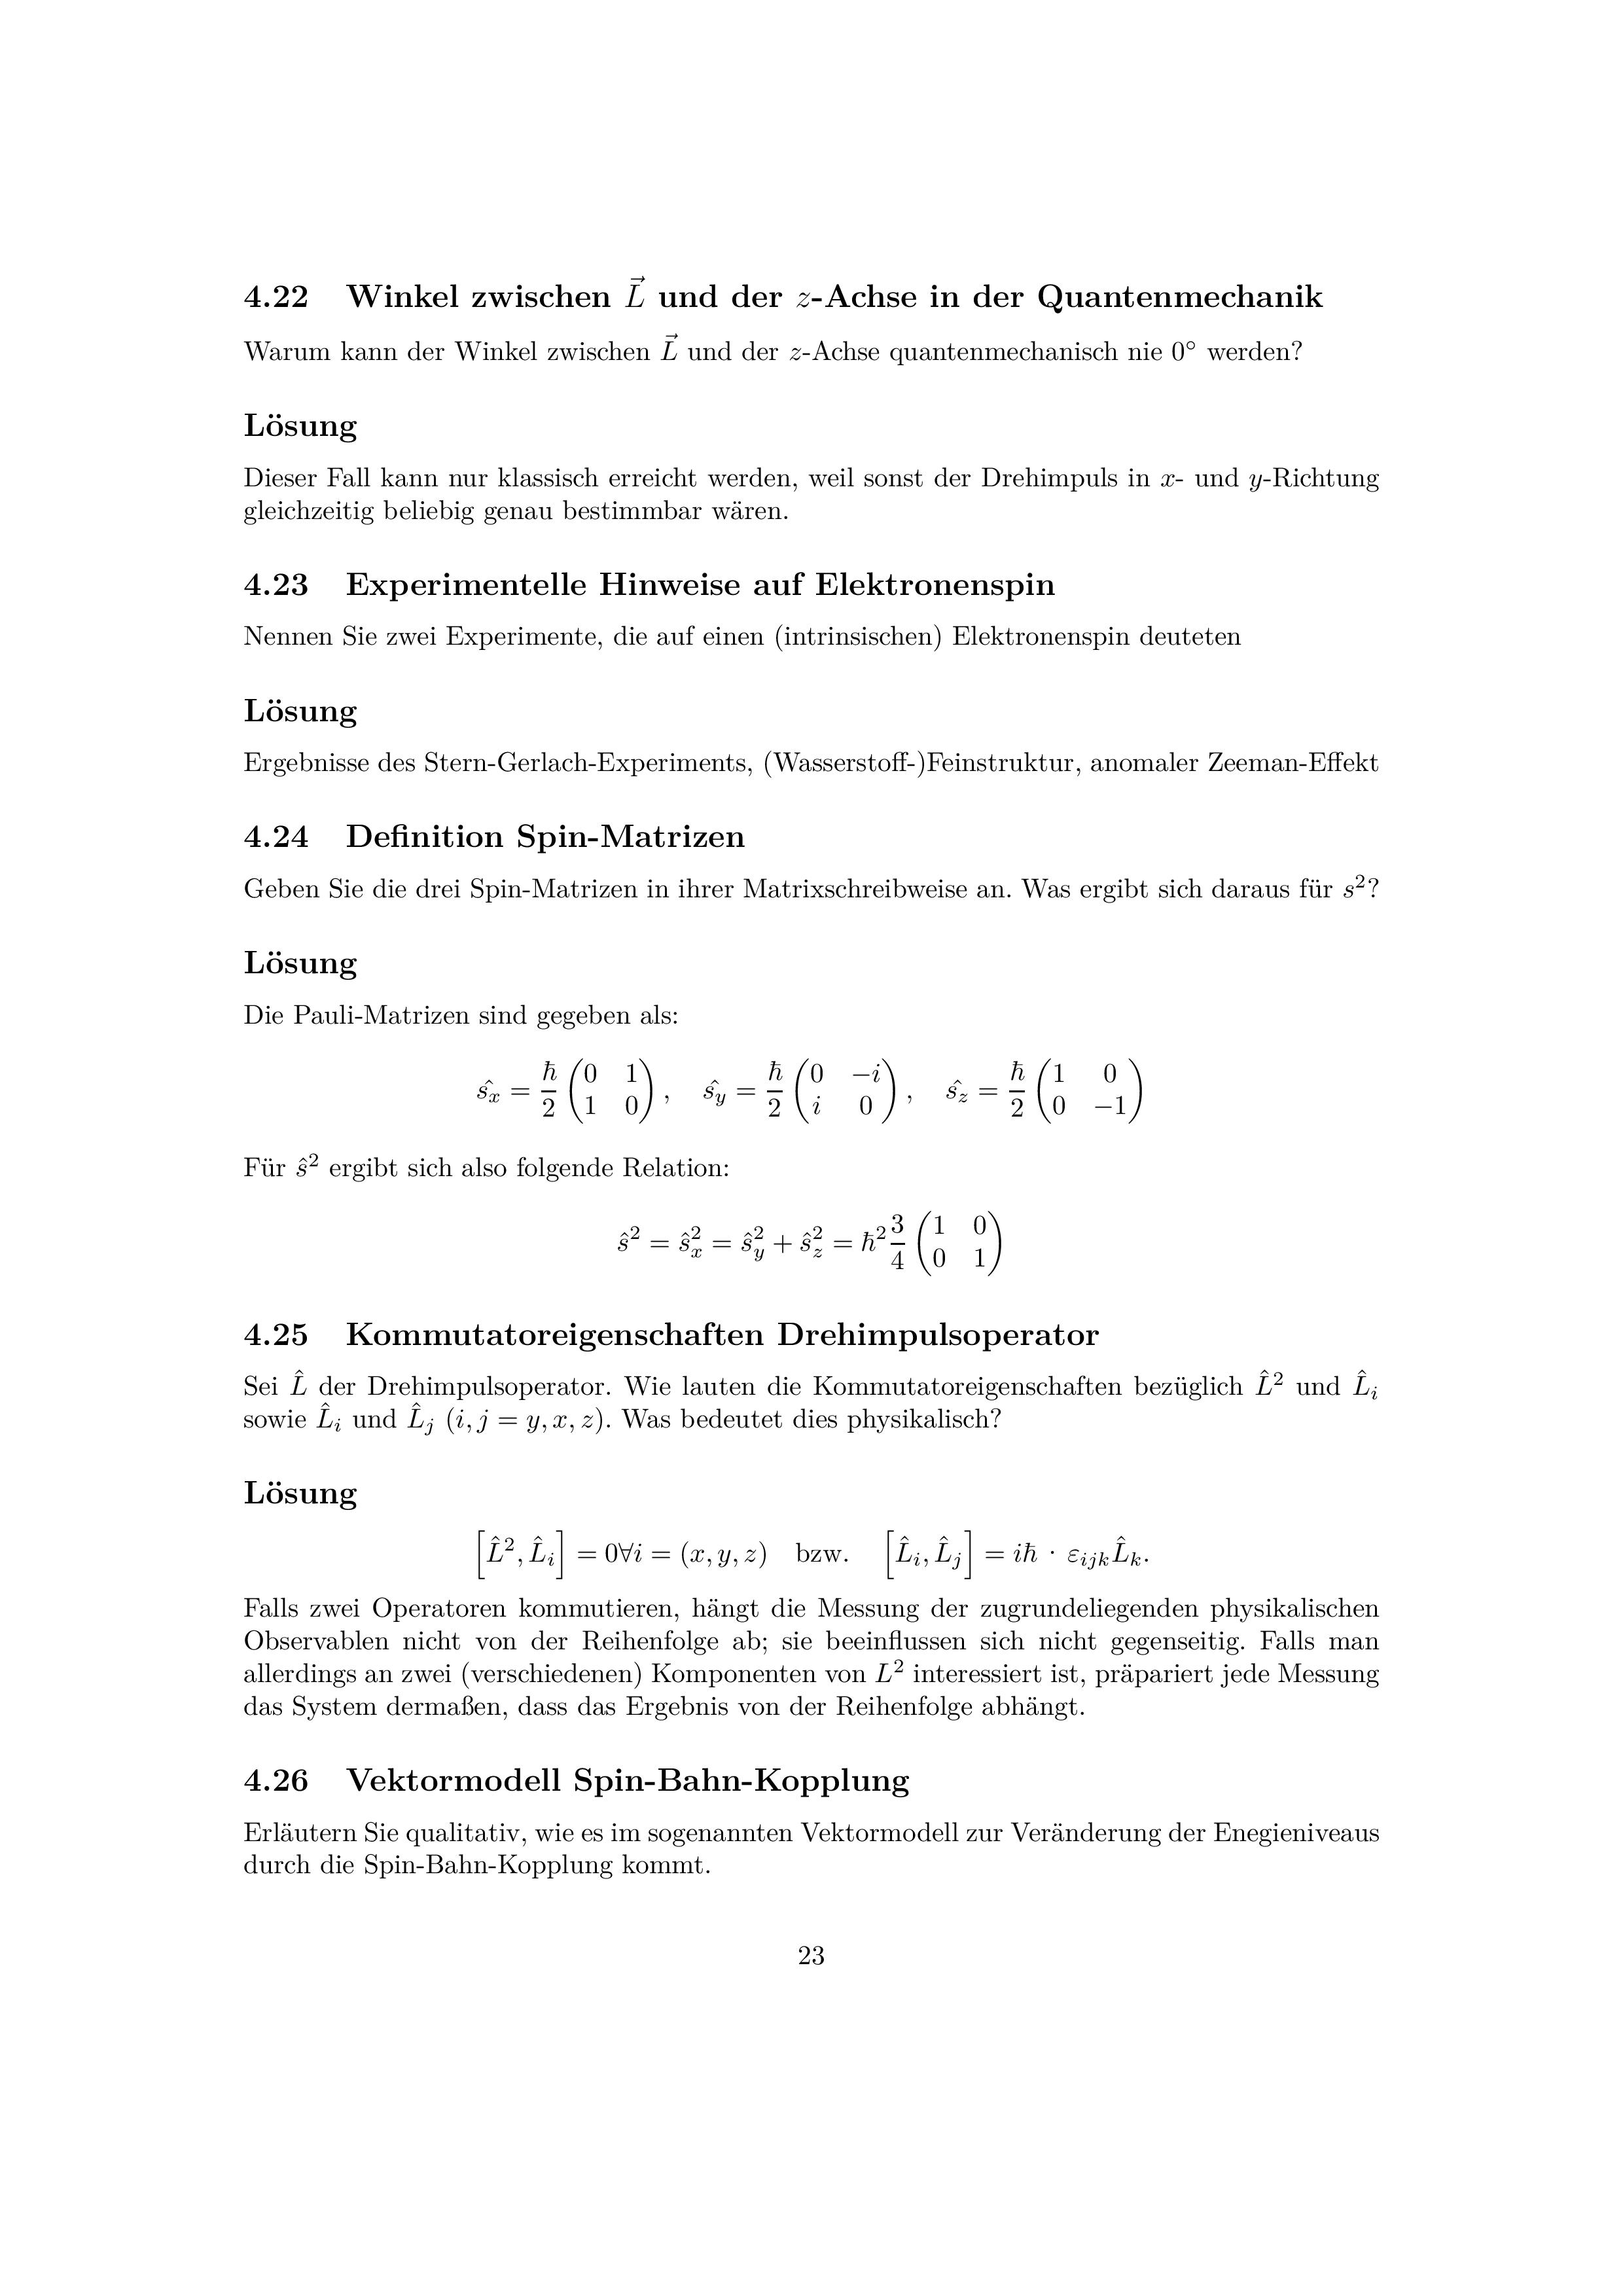 4.22 Winkel zwischen $\vec{L}$ und der $z$-Achse in der Quantenmechanik
Warum kann der Winkel zwischen $\vec{L}$ und der $z$-Achse quantenmechanisch nie 0° werden?
Lösung
Dieser Fall kann nur klassisch erreicht werden, weil sonst der Drehimpuls in $x$- und $y$-Richtung
gleichzeitig beliebig genau bestimmbar wären.
4.23 Experimentelle Hinweise auf Elektronenspin
Nennen Sie zwei Experimente, die auf einen (intrinsischen) Elektronenspin deuteten
Lösung
Ergebnisse des Stern-Gerlach-Experiments, (Wasserstoff-)Feinstruktur, anomaler Zeeman-Effekt
4.24 Definition Spin-Matrizen
Geben Sie die drei Spin-Matrizen in ihrer Matrixschreibweise an. Was ergibt sich daraus für $s^2$?
Lösung
Die Pauli-Matrizen sind gegeben als:
$\hat{s_x} = \frac{\hbar}{2} \begin{pmatrix} 0 & 1 \\ 1 & 0 \end{pmatrix}, \quad \hat{s_y} = \frac{\hbar}{2} \begin{pmatrix} 0 & -i \\ i & 0 \end{pmatrix}, \quad \hat{s_z} = \frac{\hbar}{2} \begin{pmatrix} 1 & 0 \\ 0 & -1 \end{pmatrix}$
Für $\hat{s}^2$ ergibt sich also folgende Relation:
$\hat{s}^2 = \hat{s}_x^2 = \hat{s}_y^2 + \hat{s}_z^2 = \hbar^2 \frac{3}{4} \begin{pmatrix} 1 & 0 \\ 0 & 1 \end{pmatrix}$
4.25 Kommutatoreigenschaften Drehimpulsoperator
Sei $\hat{L}$ der Drehimpulsoperator. Wie lauten die Kommutatoreigenschaften bezüglich $\hat{L}^2$ und $\hat{L}_i$
sowie $\hat{L}_i$ und $\hat{L}_j$ $(i, j = y, x, z)$. Was bedeutet dies physikalisch?
Lösung
$\left[\hat{L}^2, \hat{L}_i\right] = 0 \forall i = (x, y, z) \quad \text{bzw.} \quad \left[\hat{L}_i, \hat{L}_j\right] = i\hbar \cdot \varepsilon_{ijk} \hat{L}_k.$
Falls zwei Operatoren kommutieren, hängt die Messung der zugrundeliegenden physikalischen
Observablen nicht von der Reihenfolge ab; sie beeinflussen sich nicht gegenseitig. Falls man
allerdings an zwei (verschiedenen) Komponenten von $L^2$ interessiert ist, präpariert jede Messung
das System dermaßen, dass das Ergebnis von der Reihenfolge abhängt.
4.26 Vektormodell Spin-Bahn-Kopplung
Erläutern Sie qualitativ, wie es im sogenannten Vektormodell zur Veränderung der Enegieniveaus
durch die Spin-Bahn-Kopplung kommt.
23